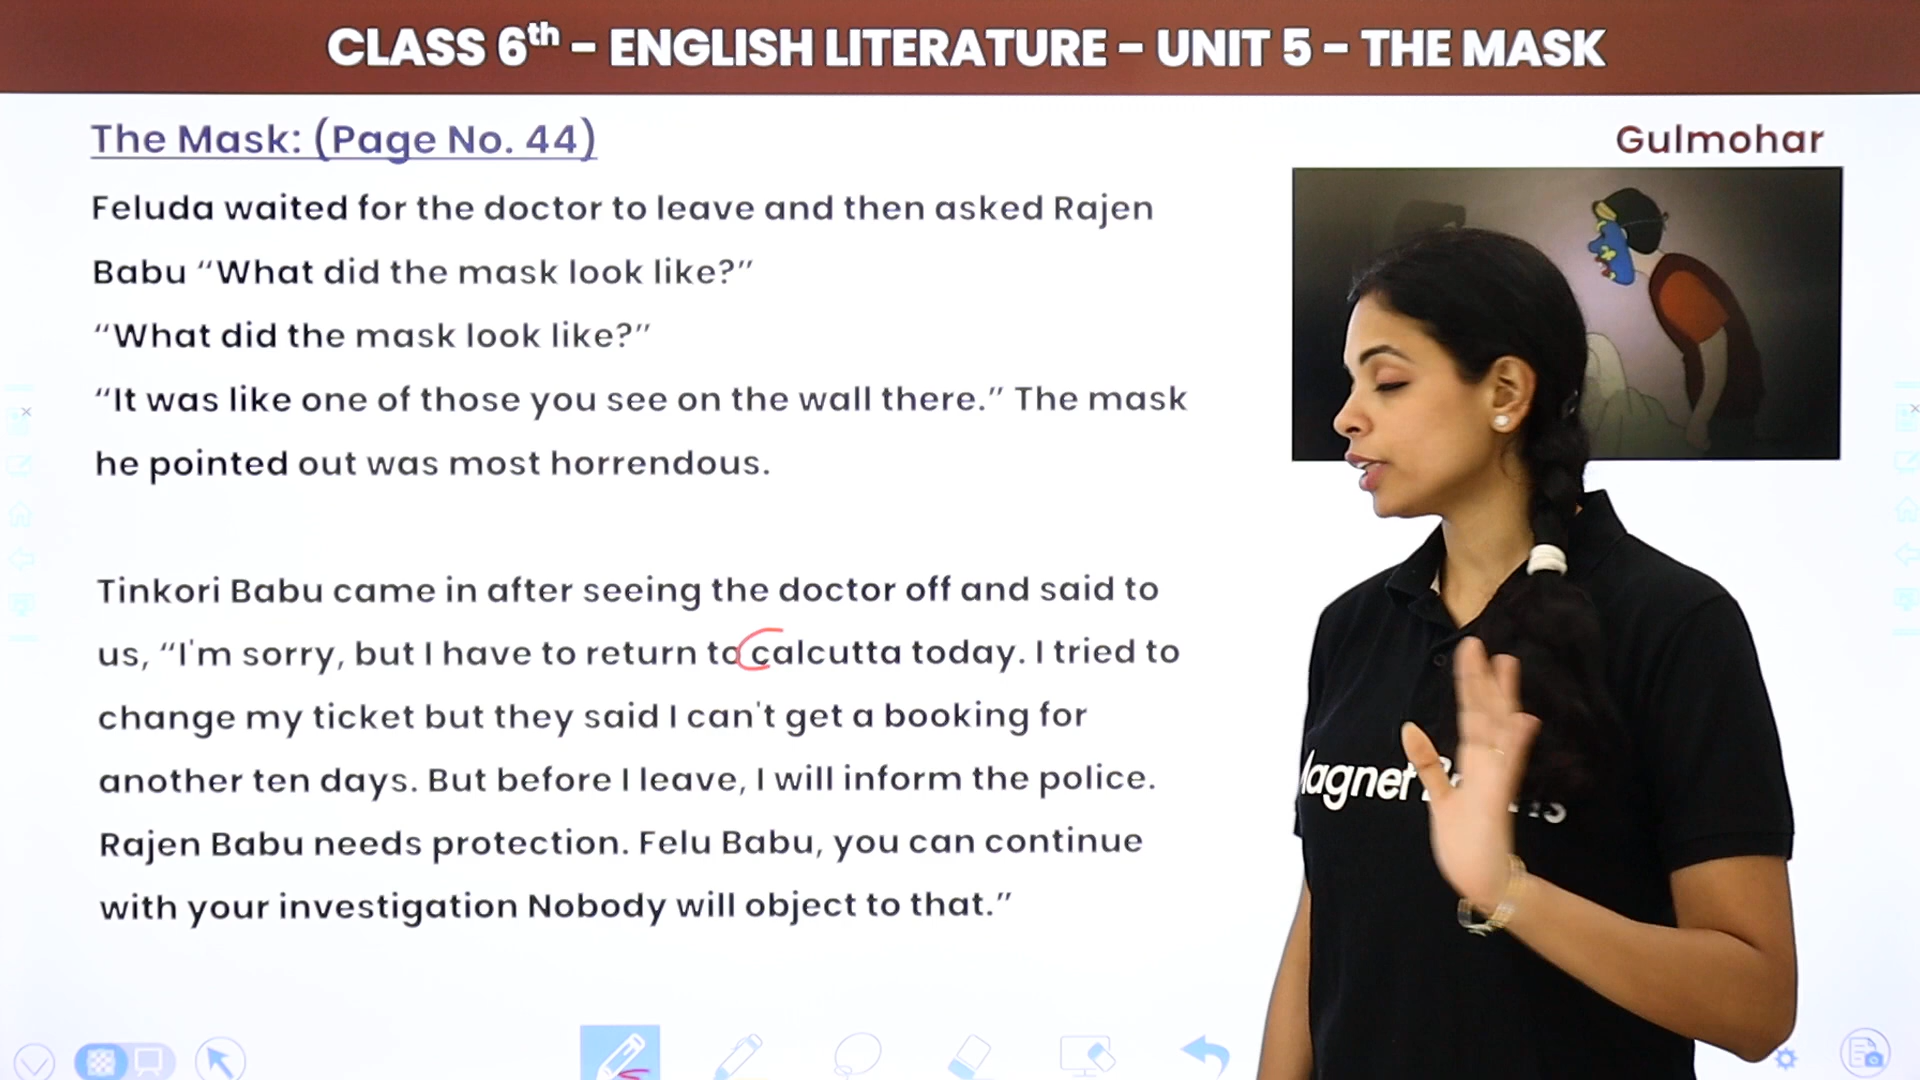 CLASS 6th – ENGLISH LITERATURE – UNIT 5 – THE MASK
The Mask: (Page No. 44)
Gulmohar
Feluda waited for the doctor to leave and then asked Rajen
Babu “What did the mask look like?”
“What did the mask look like?”
“It was like one of those you see on the wall there.” The mask
he pointed out was most horrendous.
Tinkori Babu came in after seeing the doctor off and said to
us, “I'm sorry, but I have to return to calcutta today. I tried to
change my ticket but they said I can't get a booking for
another ten days. But before I leave, I will inform the police.
Rajen Babu needs protection. Felu Babu, you can continue
with your investigation Nobody will object to that.”